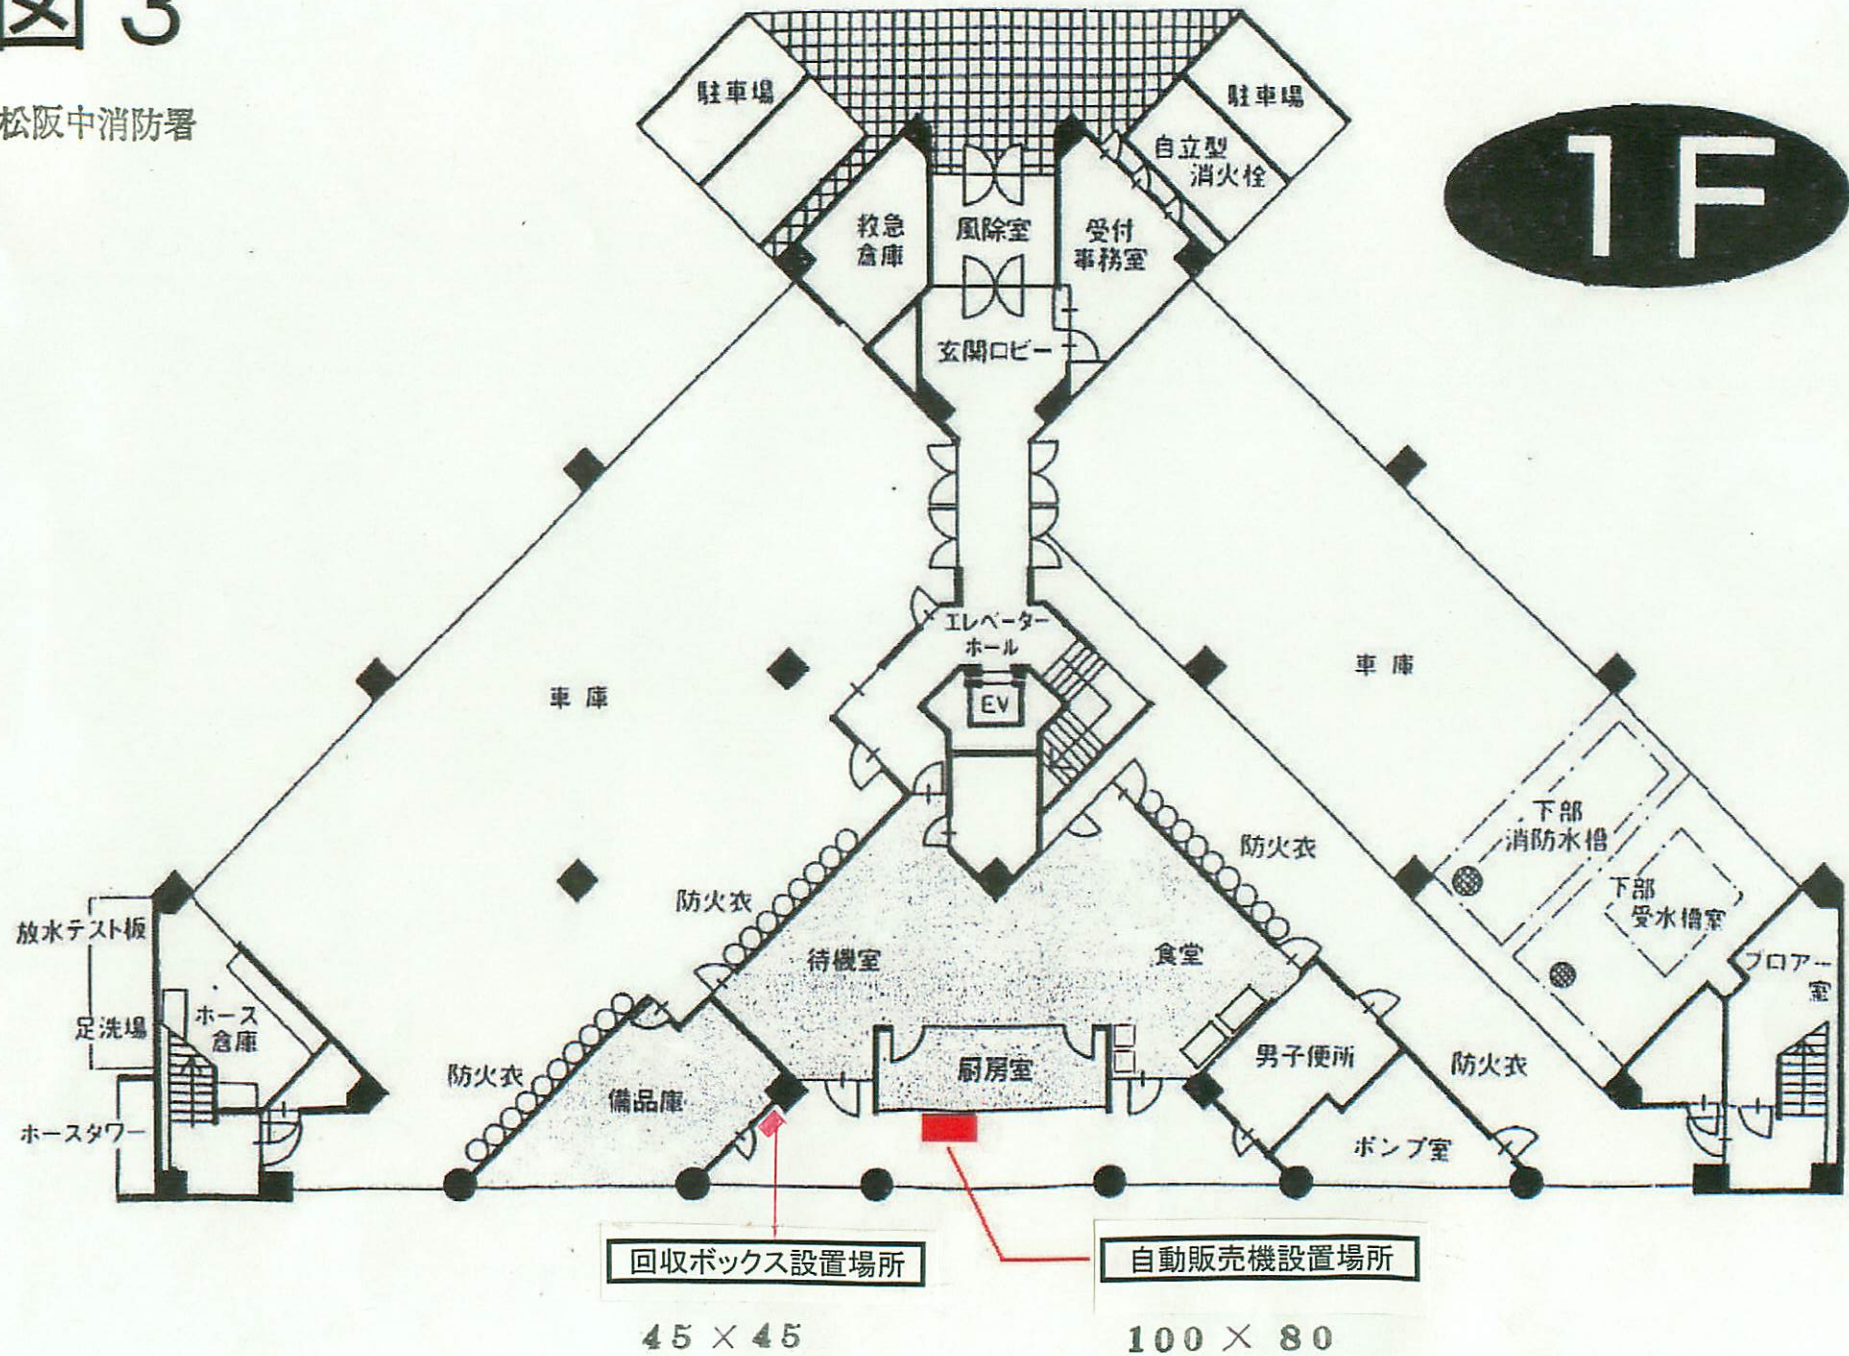 図 3
松阪中消防署
1F
駐車場
駐車場
自立型
消火栓
救急
倉庫
風除室
受付
事務室
玄関ロビー
エレベーター
ホール
EV
車庫
車庫
下部
消防水槽
下部
受水槽室
ブロアー
室
防火衣
防火衣
放水テスト板
足洗場
ホース
倉庫
ホースタワー
待機室
食堂
防火衣
備品庫
厨房室
男子便所
防火衣
ポンプ室
回収ボックス設置場所
自動販売機設置場所
45×45
100×80